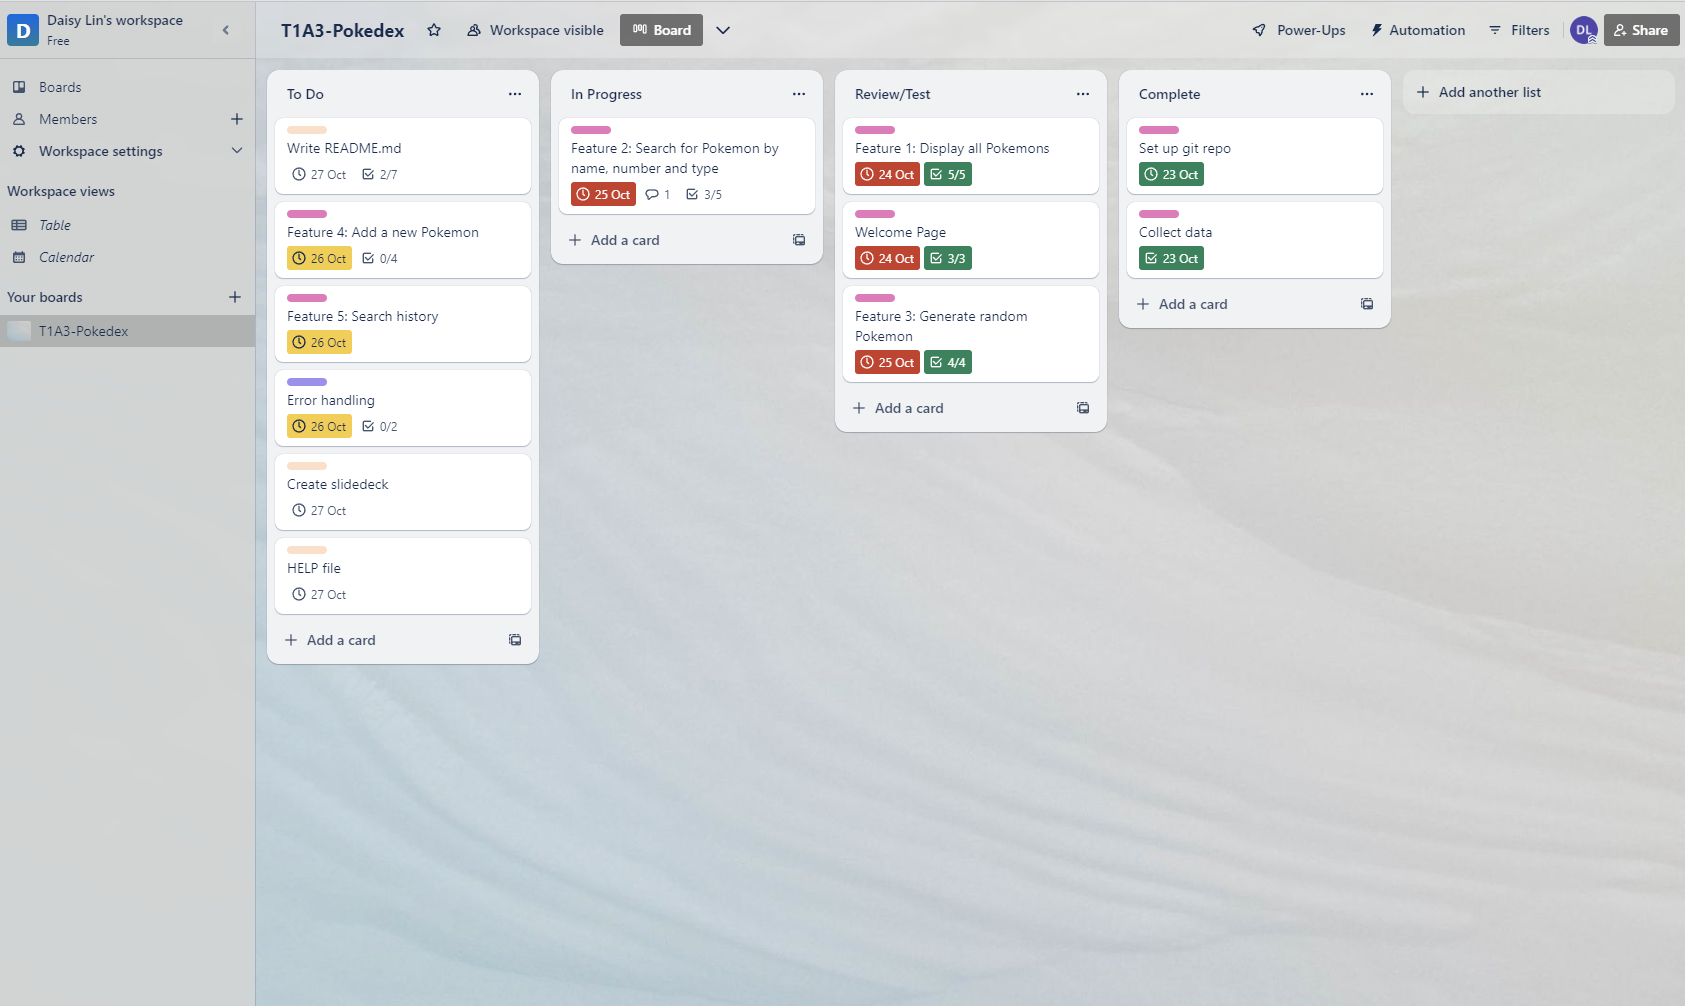 D
Daisy Lin's workspace
Free
Boards
Members
Workspace settings
Workspace views
Table
Calendar
Your boards
T1A3-Pokedex
T1A3-Pokedex
Workspace visible
Board
Power-Ups
Automation
Filters
DL
Share
To Do
Write README.md
27 Oct 2/7
Feature 4: Add a new Pokemon
26 Oct 0/4
Feature 5: Search history
26 Oct
Error handling
26 Oct 0/2
Create slidedeck
27 Oct
HELP file
27 Oct
Add a card
In Progress
Feature 2: Search for Pokemon by
name, number and type
25 Oct 1 3/5
Add a card
Review/Test
Feature 1: Display all Pokemons
24 Oct 5/5
Welcome Page
24 Oct 3/3
Feature 3: Generate random
Pokemon
25 Oct 4/4
Add a card
Complete
Set up git repo
23 Oct
Collect data
23 Oct
Add a card
Add another list